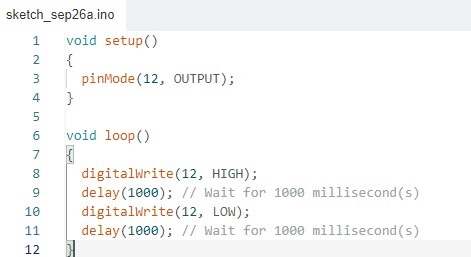 sketch_sep26a.ino
1 void setup()
2 {
3 pinMode(12, OUTPUT);
4 }
5
6 void loop()
7 {
8 digitalWrite(12, HIGH);
9 delay(1000); // Wait for 1000 millisecond(s)
10 digitalWrite(12, LOW);
11 delay(1000); // Wait for 1000 millisecond(s)
12 }